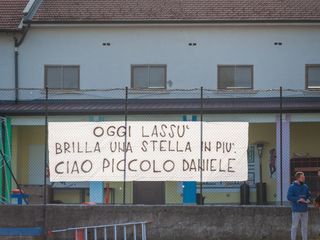 OGGI LASSU'
BRILLA UNA STELLA IN PIU'.
CIAO PICCOLO DANIELE